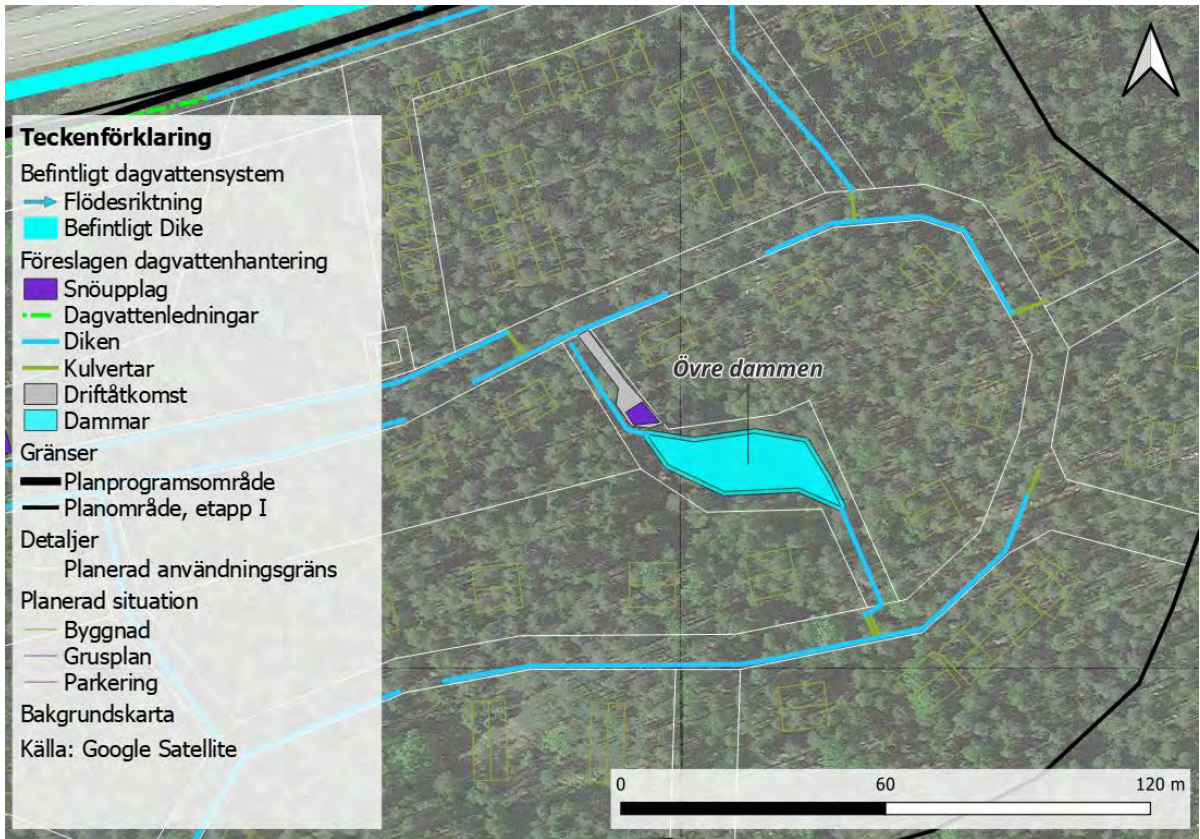 Teckenförklaring
Befintligt dagvattensystem
Flödesriktning
Befintligt Dike
Föreslagen dagvattenhantering
Snöupplag
Dagvattenledningar
Diken
Kulvertar
Driftåtkomst
Dammar
Gränser
Planprogramsområde
Planområde, etapp I
Detaljer
Planerad användningsgräns
Planerad situation
Byggnad
Grusplan
Parkering
Bakgrundskarta
Källa: Google Satellite
Övre dammen
0 60 120 m